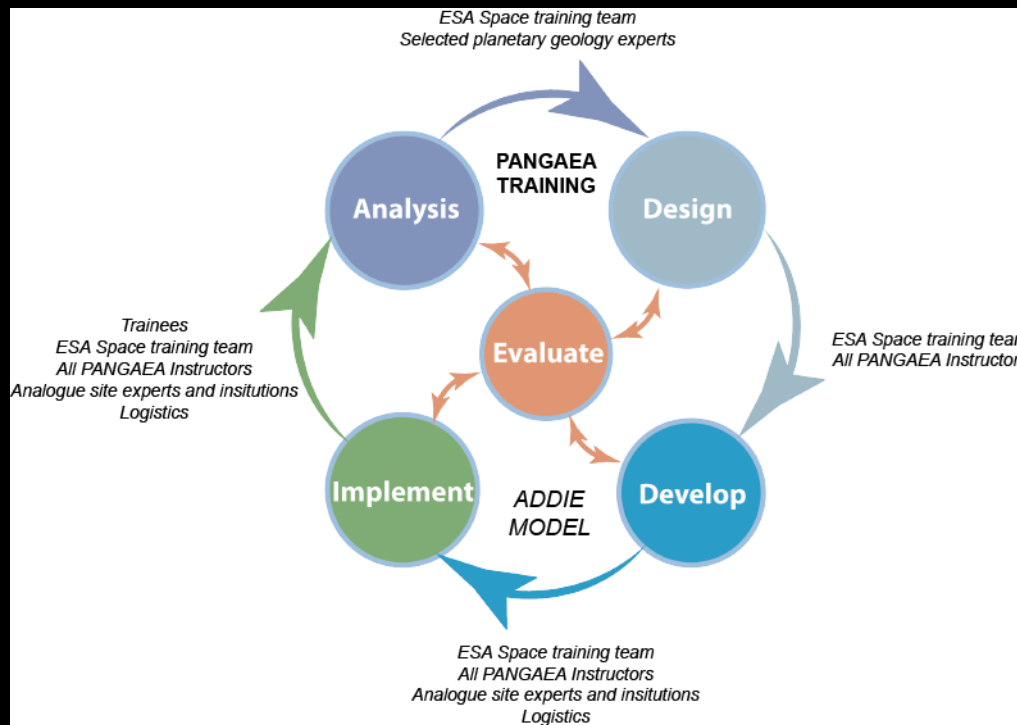 ESA Space training team
Selected planetary geology experts
PANGAEA
TRAINING
Analysis
Design
Trainees
ESA Space training team
All PANGAEA Instructors
Analogue site experts and insitutions
Logistics
Evaluate
ESA Space training tean
All PANGAEA Instructor
Implement
ADDIE
MODEL
Develop
ESA Space training team
All PANGAEA Instructors
Analogue site experts and insitutions
Logistics